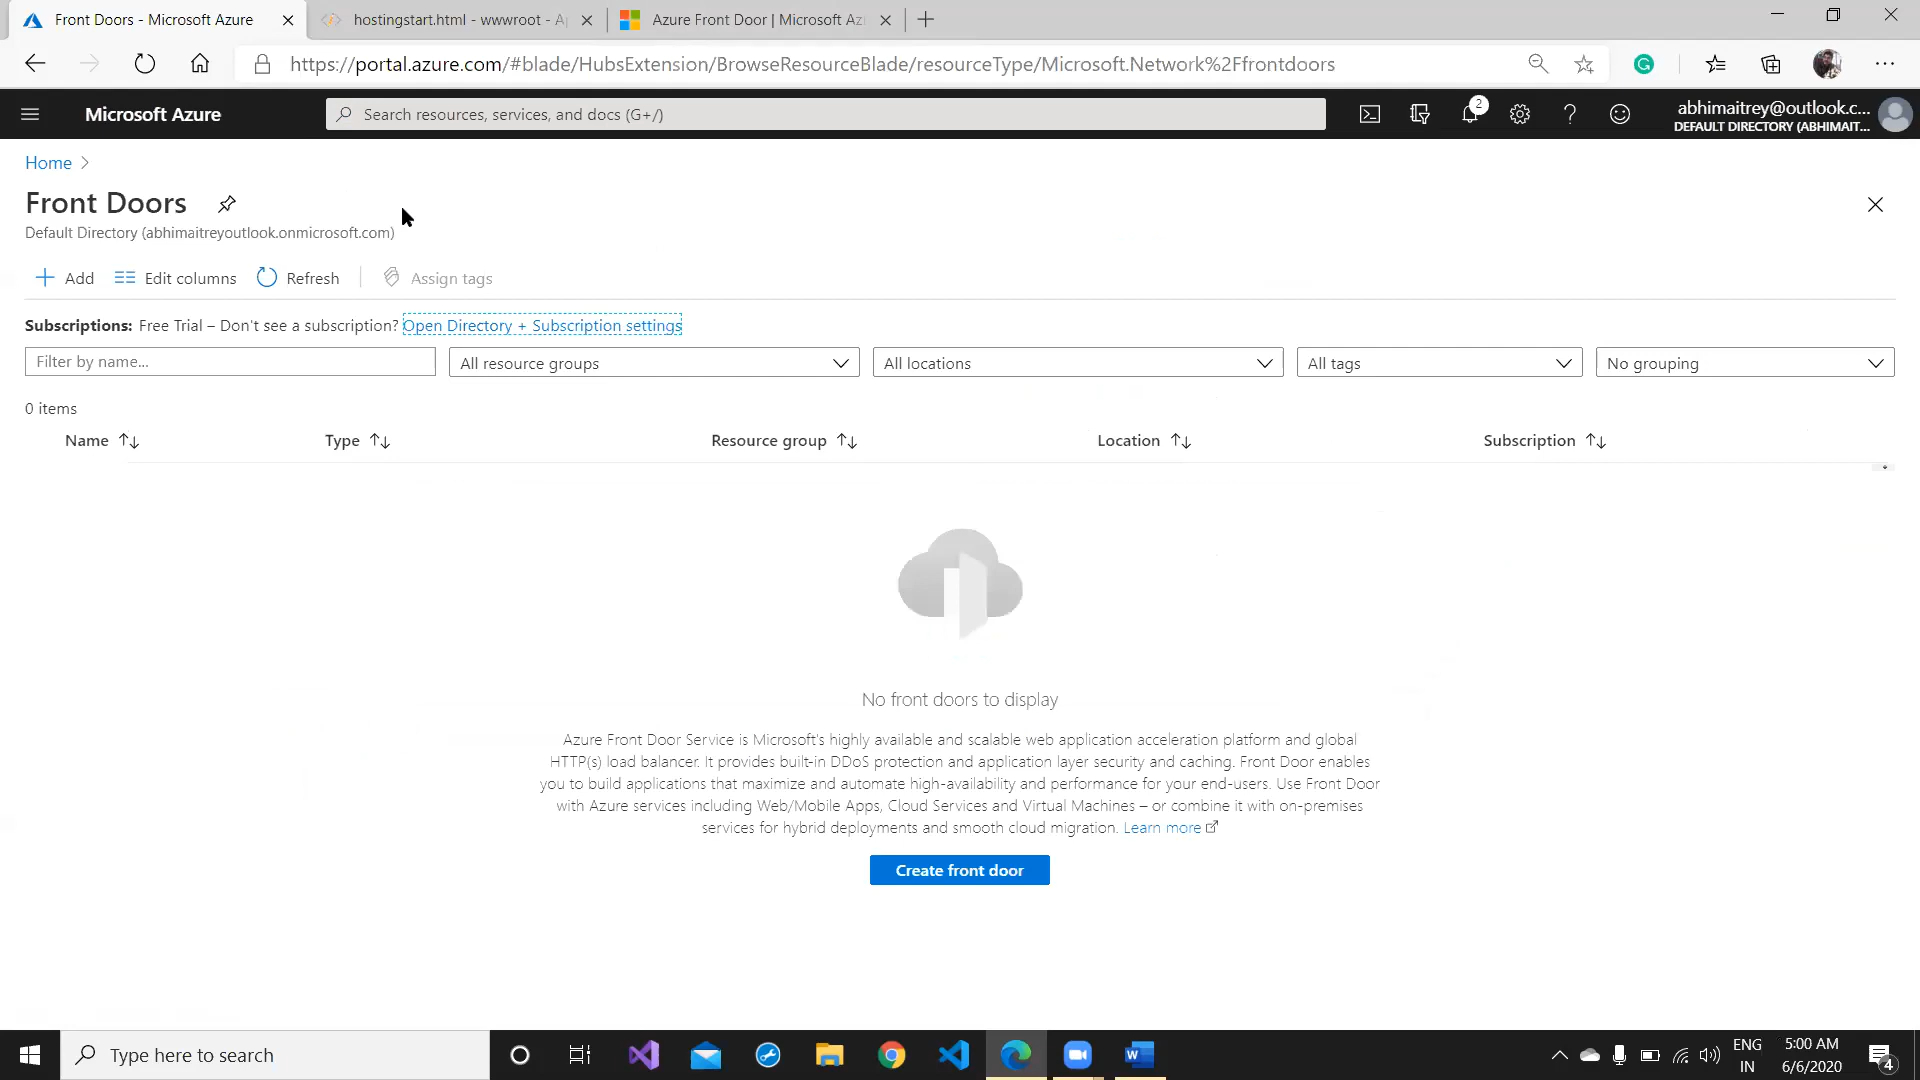 Front Doors - Microsoft Azure
hostingstart.html - wwwroot - A
Azure Front Door | Microsoft Az
https://portal.azure.com/#blade/HubsExtension/BrowseResourceBlade/resourceType/Microsoft.Network%2Ffrontdoors
Microsoft Azure
Search resources, services, and docs (G+/)
2
abhimaitrey@outlook.c...
DEFAULT DIRECTORY (ABHIMAIT...
Home
Front Doors
Default Directory (abhimaitreyoutlook.onmicrosoft.com)
Add
Edit columns
Refresh
Assign tags
Subscriptions: Free Trial – Don't see a subscription? Open Directory + Subscription settings
Filter by name...
All resource groups
All locations
All tags
No grouping
0 items
Name
Type
Resource group
Location
Subscription
No front doors to display
Azure Front Door Service is Microsoft's highly available and scalable web application acceleration platform and global
HTTP(s) load balancer. It provides built-in DDoS protection and application layer security and caching. Front Door enables
you to build applications that maximize and automate high-availability and performance for your end-users. Use Front Door
with Azure services including Web/Mobile Apps, Cloud Services and Virtual Machines – or combine it with on-premises
services for hybrid deployments and smooth cloud migration. Learn more
Create front door
Type here to search
ENG
IN
5:00 AM
6/6/2020
4